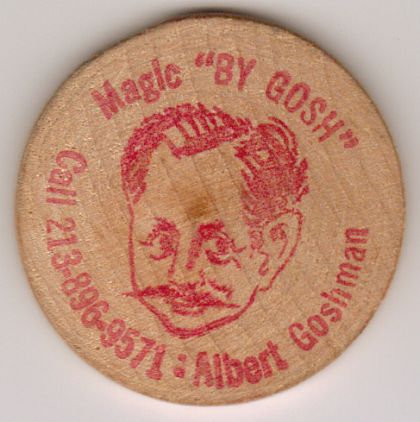 Magic "BY GOSH"
Call 213-896-9571 : Albert Goshman